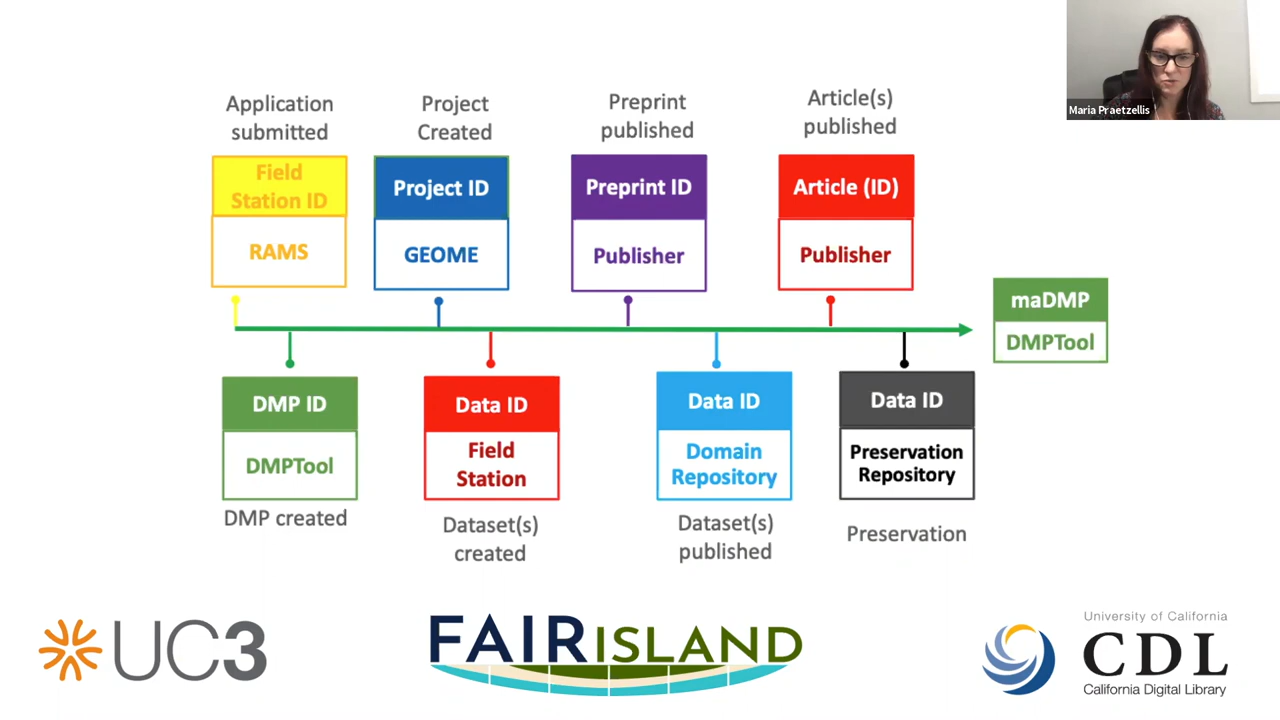 Maria Praetzellis
Application
submitted
Project
Created
Preprint
published
Article(s)
published
Field
Station ID
RAMS
Project ID
GEOME
Preprint ID
Publisher
Article (ID)
Publisher
maDMP
DMPTool
DMP ID
DMPTool
DMP created
Data ID
Field
Station
Dataset(s)
created
Data ID
Domain
Repository
Dataset(s)
published
Data ID
Preservation
Repository
Preservation
UC3
FAIR ISLAND
University of California
CDL
California Digital Library